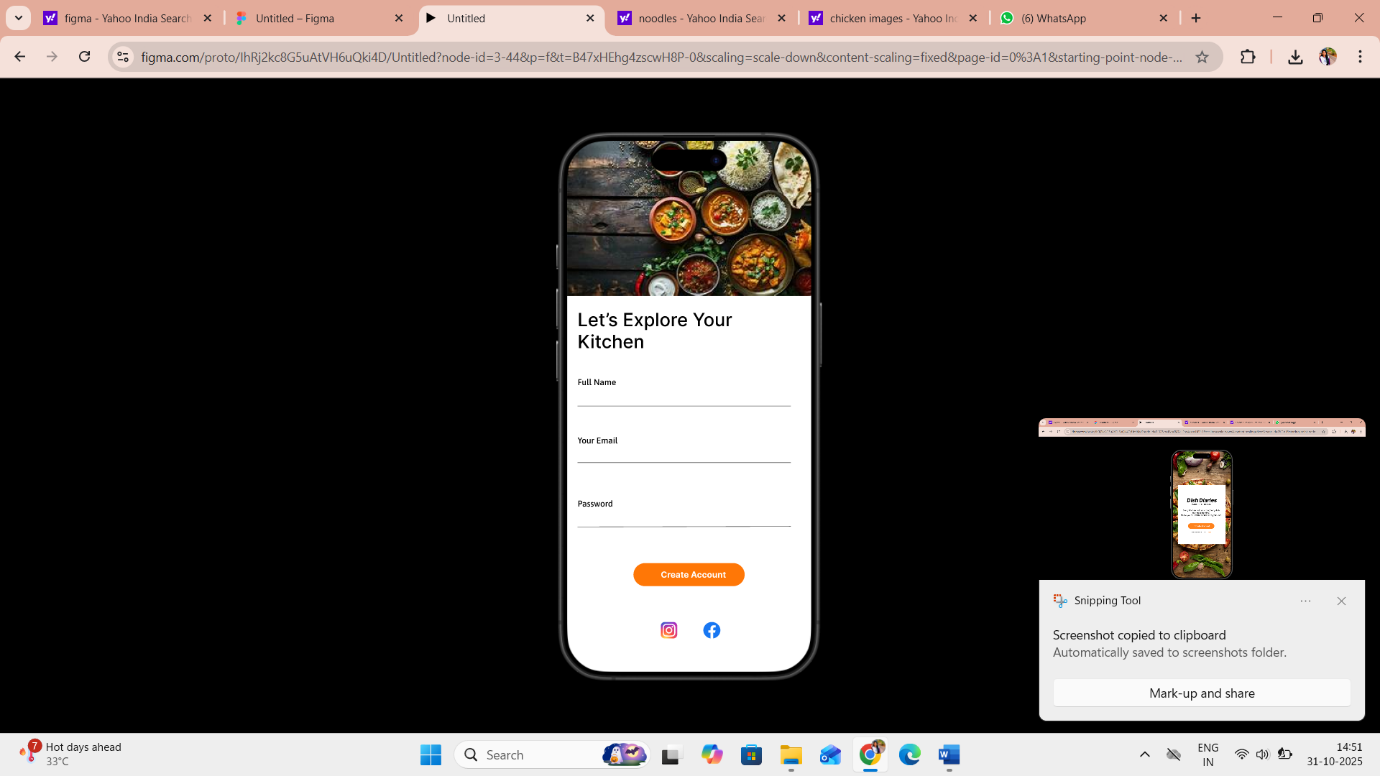 figma - Yahoo India Search
Untitled – Figma
Untitled
noodles - Yahoo India Sear
chicken images - Yahoo In
(6) WhatsApp
figma.com/proto/lhRj2kc8G5uAtVH6uQki4D/Untitled?node-id=3-44&p=f&t=B47xHEhg4zscwH8P-0&scaling=scale-down&content-scaling=fixed&page-id=0%3A1&starting-point-node-...
Let's Explore Your
Kitchen
Full Name
Your Email
Password
Create Account
Dish Diaries
Snipping Tool
Screenshot copied to clipboard
Automatically saved to screenshots folder.
Mark-up and share
7
Hot days ahead
33°C
Search
ENG
IN
14:51
31-10-2025